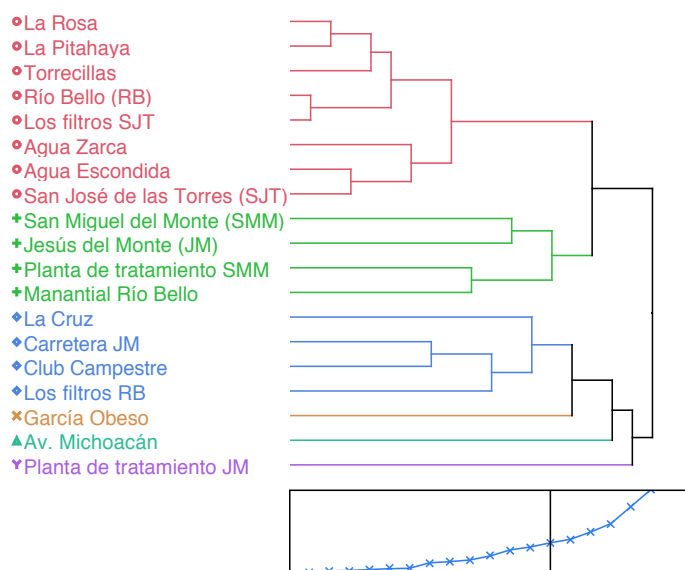 La Rosa
La Pitahaya
Torrecillas
Río Bello (RB)
Los filtros SJT
Agua Zarca
Agua Escondida
San José de las Torres (SJT)
San Miguel del Monte (SMM)
Jesús del Monte (JM)
Planta de tratamiento SMM
Manantial Río Bello
La Cruz
Carretera JM
Club Campestre
Los filtros RB
García Obeso
Av. Michoacán
Planta de tratamiento JM